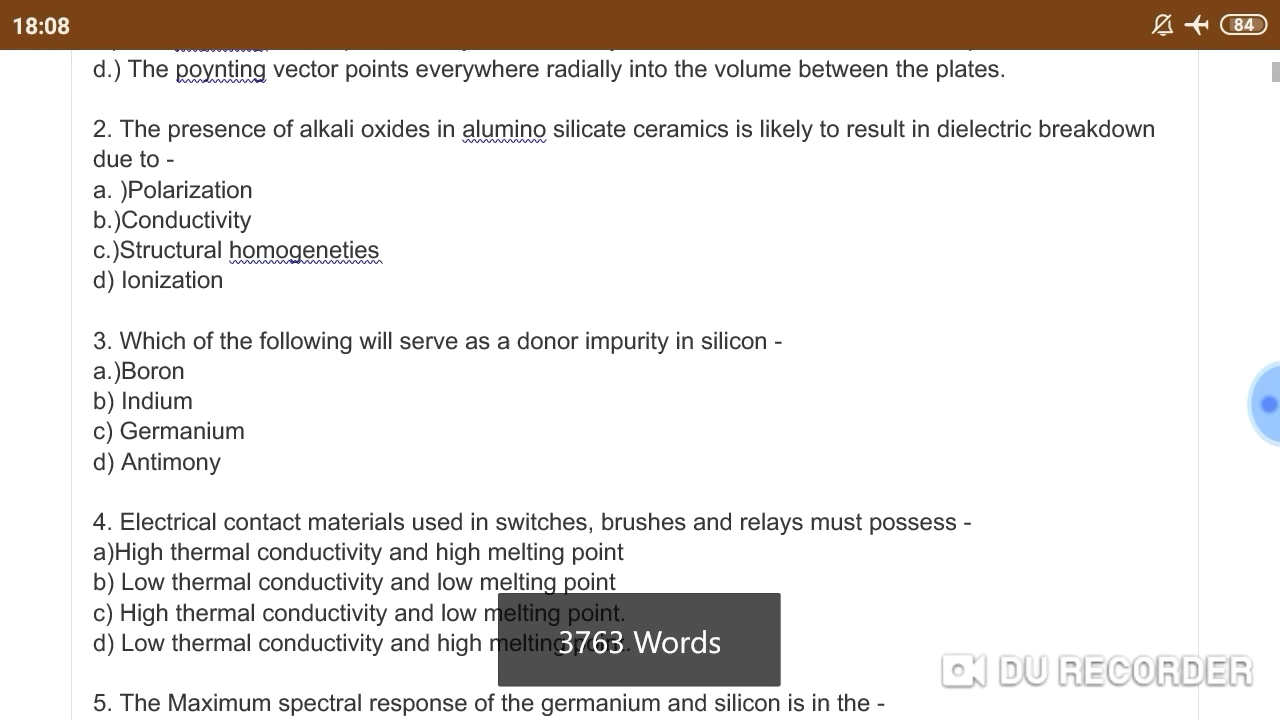 18:08
84
d.) The poynting vector points everywhere radially into the volume between the plates.
2. The presence of alkali oxides in alumino silicate ceramics is likely to result in dielectric breakdown
due to -
a. )Polarization
b.)Conductivity
c.)Structural homogeneties
d) Ionization
3. Which of the following will serve as a donor impurity in silicon -
a.)Boron
b) Indium
c) Germanium
d) Antimony
4. Electrical contact materials used in switches, brushes and relays must possess -
a)High thermal conductivity and high melting point
b) Low thermal conductivity and low melting point
c) High thermal conductivity and low melting point.
d) Low thermal conductivity and high melting point.
3763 Words
DU RECORDER
5. The Maximum spectral response of the germanium and silicon is in the -